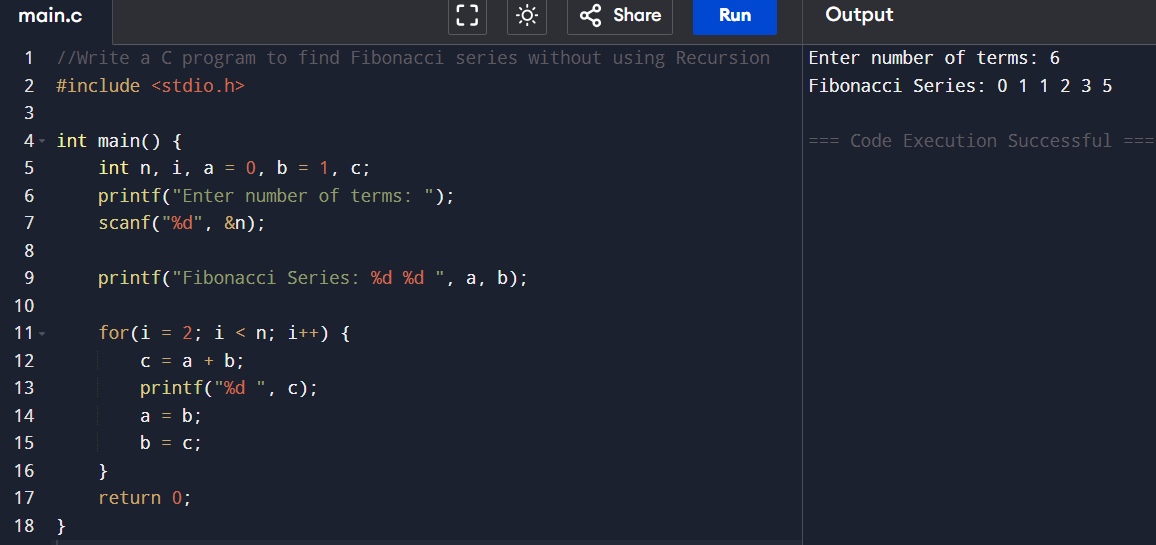 main.c
Share
Run
Output
1 //Write a C program to find Fibonacci series without using Recursion
2 #include <stdio.h>
3
4 int main() {
5     int n, i, a = 0, b = 1, c;
6     printf("Enter number of terms: ");
7     scanf("%d", &n);
8
9     printf("Fibonacci Series: %d %d ", a, b);
10
11     for(i = 2; i < n; i++) {
12         c = a + b;
13         printf("%d ", c);
14         a = b;
15         b = c;
16     }
17     return 0;
18 }
Enter number of terms: 6
Fibonacci Series: 0 1 1 2 3 5
=== Code Execution Successful ===